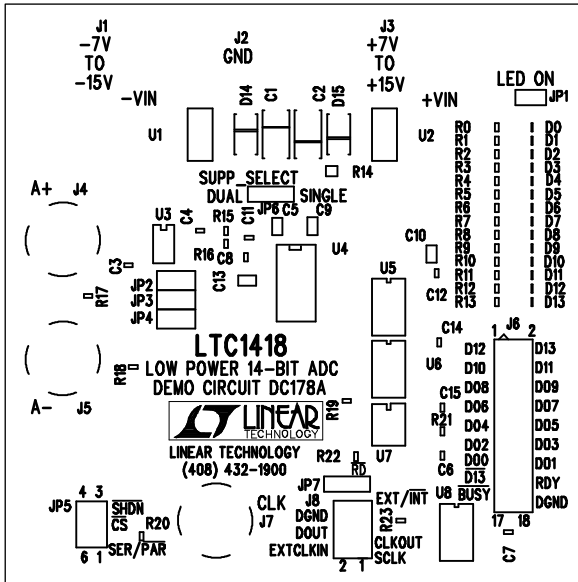 J1
-7V
TO
-15V
J2
GND
J3
+7V
TO
+15V
LED ON
JP1
-VIN
U1
D14
C1
C2
D15
+VIN
U2
R14
R0 D0
R1 D1
R2 D2
R3 D3
R4 D4
R5 D5
R6 D6
R7 D7
R8 D8
R9 D9
R10 D10
R11 D11
R12 D12
R13 D13
SUPP_SELECT
DUAL SINGLE
JP6
A+
J4
U3
C4
R15
C11
C5
C9
R16
C8
U4
C10
C3
C13
C12
U5
R17
JP2
JP3
JP4
LTC1418
LOW POWER 14-BIT ADC
DEMO CIRCUIT DC178A
LT LINEAR
TECHNOLOGY
LINEAR TECHNOLOGY
(408) 432-1900
R18
A-
J5
R19
U6
U7
C14
C15
R21
C6
1 J6 2
D12 D13
D10 D11
D08 D09
D06 D07
D04 D05
D02 D03
D00 D01
D13 RDY
BUSY DGND
17 18
R22
RD
JP7
U8
C7
JP5
4 3
SHDN
CS
6 1
SER/PAR
R20
CLK
J7
J8
DGND
DOUT
EXTCLKIN
EXT/INT
R23
CLKOUT
SCLK
2 1